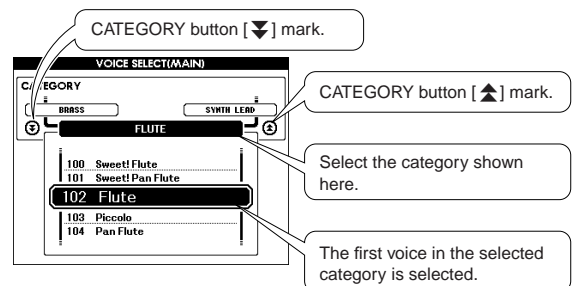 CATEGORY button [⏬] mark.
VOICE SELECT(MAIN)
CATEGORY
BRASS
SYNTH LEAD
FLUTE
100 Sweet! Flute
101 Sweet! Pan Flute
102 Flute
103 Piccolo
104 Pan Flute
CATEGORY button [⏫] mark.
Select the category shown
here.
The first voice in the selected
category is selected.